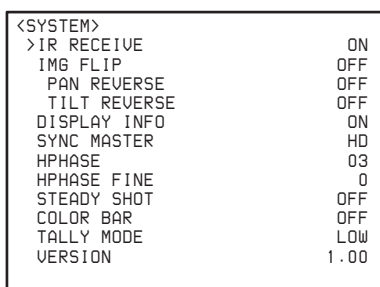 <SYSTEM>
>IR RECEIVE ON
IMG FLIP OFF
PAN REVERSE OFF
TILT REVERSE OFF
DISPLAY INFO ON
SYNC MASTER HD
HPHASE 03
HPHASE FINE 0
STEADY SHOT OFF
COLOR BAR OFF
TALLY MODE LOW
VERSION 1.00